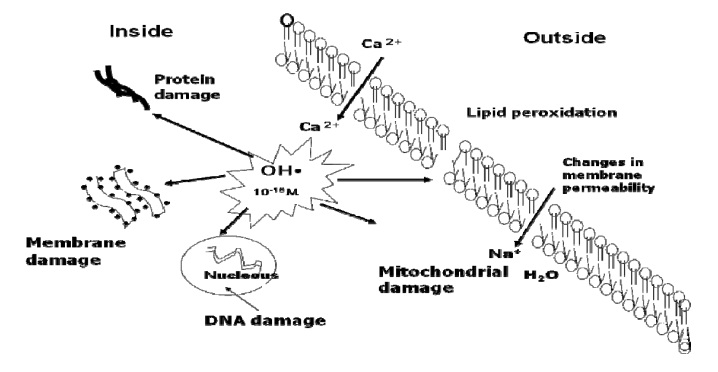 Inside
Outside
Ca 2+
Protein
damage
Lipid peroxidation
Ca 2+
OH•
10-18M
Changes in
membrane
permeability
Membrane
damage
Nucleous
Na+
H2O
Mitochondrial
damage
DNA damage